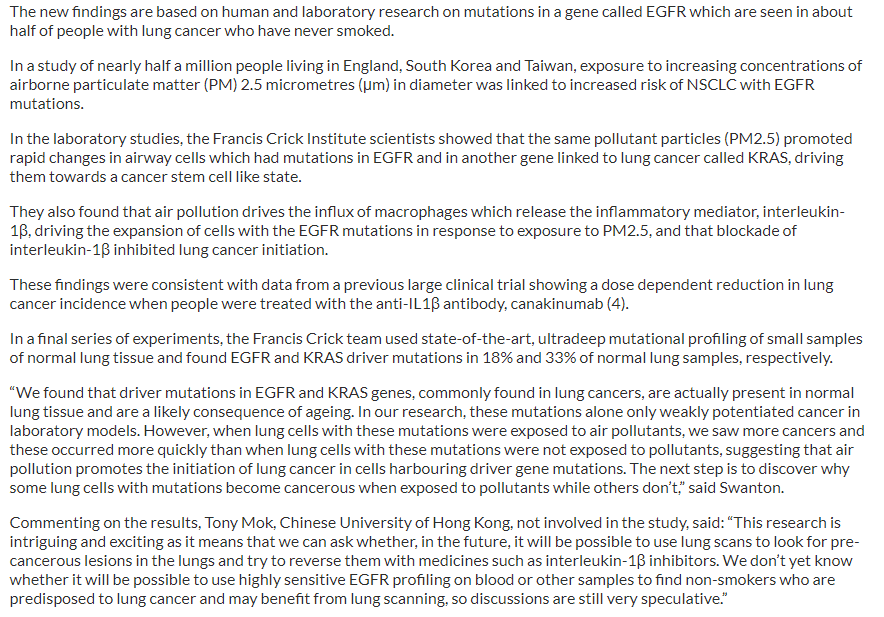 The new findings are based on human and laboratory research on mutations in a gene called EGFR which are seen in about
half of people with lung cancer who have never smoked.
In a study of nearly half a million people living in England, South Korea and Taiwan, exposure to increasing concentrations of
airborne particulate matter (PM) 2.5 micrometres (μm) in diameter was linked to increased risk of NSCLC with EGFR
mutations.
In the laboratory studies, the Francis Crick Institute scientists showed that the same pollutant particles (PM2.5) promoted
rapid changes in airway cells which had mutations in EGFR and in another gene linked to lung cancer called KRAS, driving
them towards a cancer stem cell like state.
They also found that air pollution drives the influx of macrophages which release the inflammatory mediator, interleukin-
1β, driving the expansion of cells with the EGFR mutations in response to exposure to PM2.5, and that blockade of
interleukin-1β inhibited lung cancer initiation.
These findings were consistent with data from a previous large clinical trial showing a dose dependent reduction in lung
cancer incidence when people were treated with the anti-IL1β antibody, canakinumab (4).
In a final series of experiments, the Francis Crick team used state-of-the-art, ultradeep mutational profiling of small samples
of normal lung tissue and found EGFR and KRAS driver mutations in 18% and 33% of normal lung samples, respectively.
“We found that driver mutations in EGFR and KRAS genes, commonly found in lung cancers, are actually present in normal
lung tissue and are a likely consequence of ageing. In our research, these mutations alone only weakly potentiated cancer in
laboratory models. However, when lung cells with these mutations were exposed to air pollutants, we saw more cancers and
these occurred more quickly than when lung cells with these mutations were not exposed to pollutants, suggesting that air
pollution promotes the initiation of lung cancer in cells harbouring driver gene mutations. The next step is to discover why
some lung cells with mutations become cancerous when exposed to pollutants while others don’t,” said Swanton.
Commenting on the results, Tony Mok, Chinese University of Hong Kong, not involved in the study, said: “This research is
intriguing and exciting as it means that we can ask whether, in the future, it will be possible to use lung scans to look for pre-
cancerous lesions in the lungs and try to reverse them with medicines such as interleukin-1β inhibitors. We don’t yet know
whether it will be possible to use highly sensitive EGFR profiling on blood or other samples to find non-smokers who are
predisposed to lung cancer and may benefit from lung scanning, so discussions are still very speculative.”